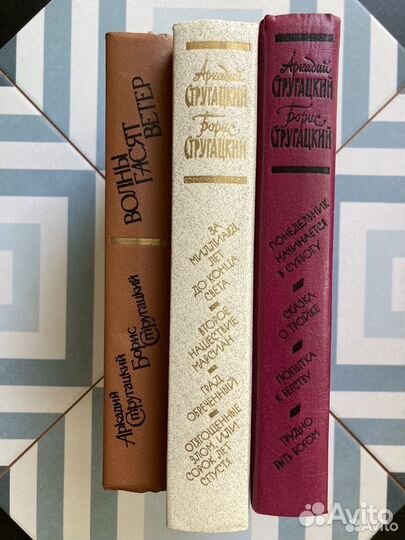 Аркадий Стругацкий
Борис Стругацкий
ВОЛНЫ
ГАСЯТ
ВЕТЕР
Аркадий
СТРУГАЦКИЙ
Борис
СТРУГАЦКИЙ
ЗА
МИЛЛИАРД
ЛЕТ
ДО КОНЦА
СВЕТА
ВТОРОЕ
НАШЕСТВИЕ
МАРСИАН
ГРАД
ОБРЕЧЕННЫЙ
ОТЯГОЩЕННЫЕ
ЗЛОМ, ИЛИ
СОРОК ЛЕТ
СПУСТЯ
Аркадий
СТРУГАЦКИЙ
Борис
СТРУГАЦКИЙ
ПОНЕДЕЛЬНИК
НАЧИНАЕТСЯ
В СУББОТУ
СКАЗКА
О ТРОЙКЕ
ПОПЫТКА
К БЕГСТВУ
ТРУДНО
БЫТЬ БОГОМ
Avito